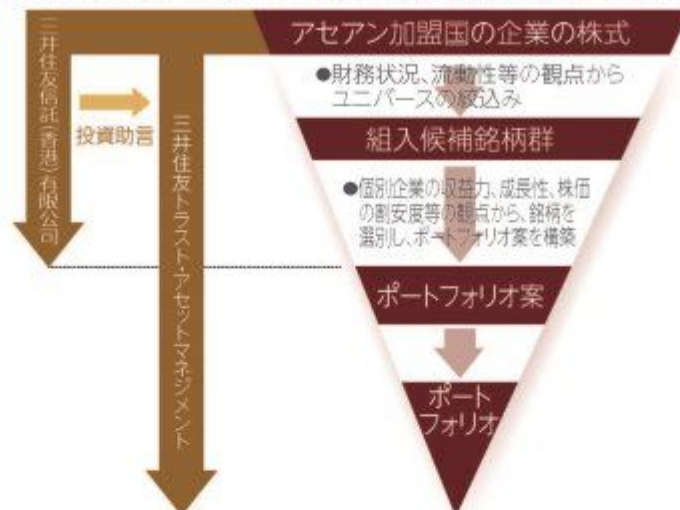 アセアン加盟国の企業の株式
●財務状況、流動性等の観点から
ユニバースの絞込み
組入候補銘柄群
●個別企業の収益力、成長性、株価
の割安度等の観点から、銘柄を
選別し、ポートフォリオ案を構築
ポートフォリオ案
ポート
フォリオ
三井住友信託(香港)有限公司
投資助言
三井住友トラスト・アセットマネジメント